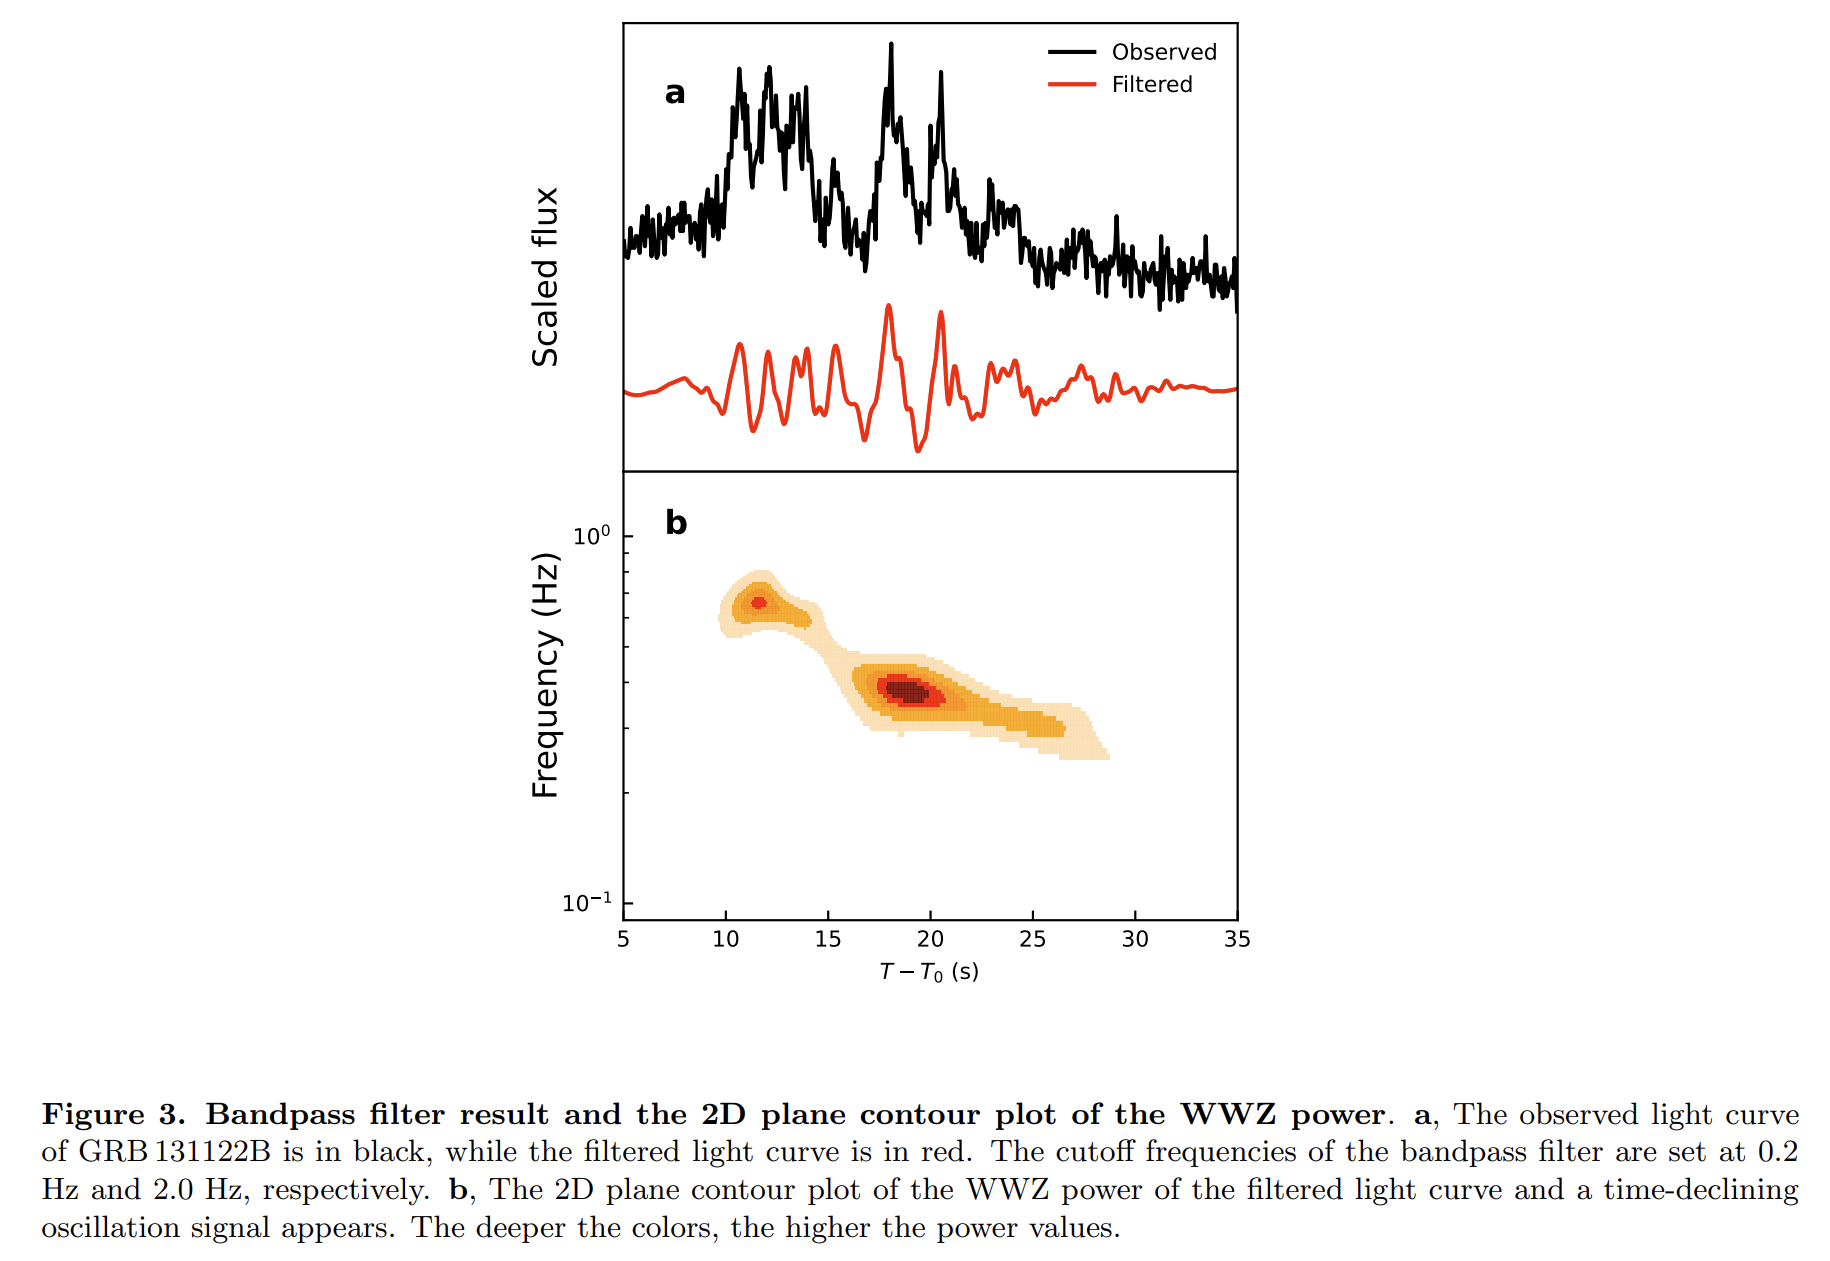 a
Observed
Filtered
Scaled flux
b
10⁰
Frequency (Hz)
10⁻¹
5 10 15 20 25 30 35
T − T₀ (s)
Figure 3. Bandpass filter result and the 2D plane contour plot of the WWZ power. a, The observed light curve
of GRB 131122B is in black, while the filtered light curve is in red. The cutoff frequencies of the bandpass filter are set at 0.2
Hz and 2.0 Hz, respectively. b, The 2D plane contour plot of the WWZ power of the filtered light curve and a time-declining
oscillation signal appears. The deeper the colors, the higher the power values.